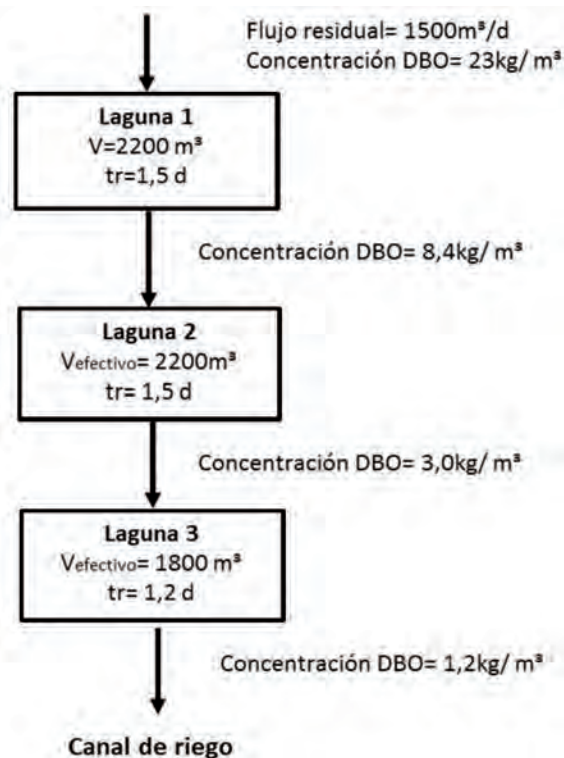 Flujo residual= 1500m³/d
Concentración DBO= 23kg/ m³
Laguna 1
V=2200 m³
tr=1,5 d
Concentración DBO= 8,4kg/ m³
Laguna 2
Vefectivo= 2200m³
tr= 1,5 d
Concentración DBO= 3,0kg/ m³
Laguna 3
Vefectivo= 1800 m³
tr= 1,2 d
Concentración DBO= 1,2kg/ m³
Canal de riego